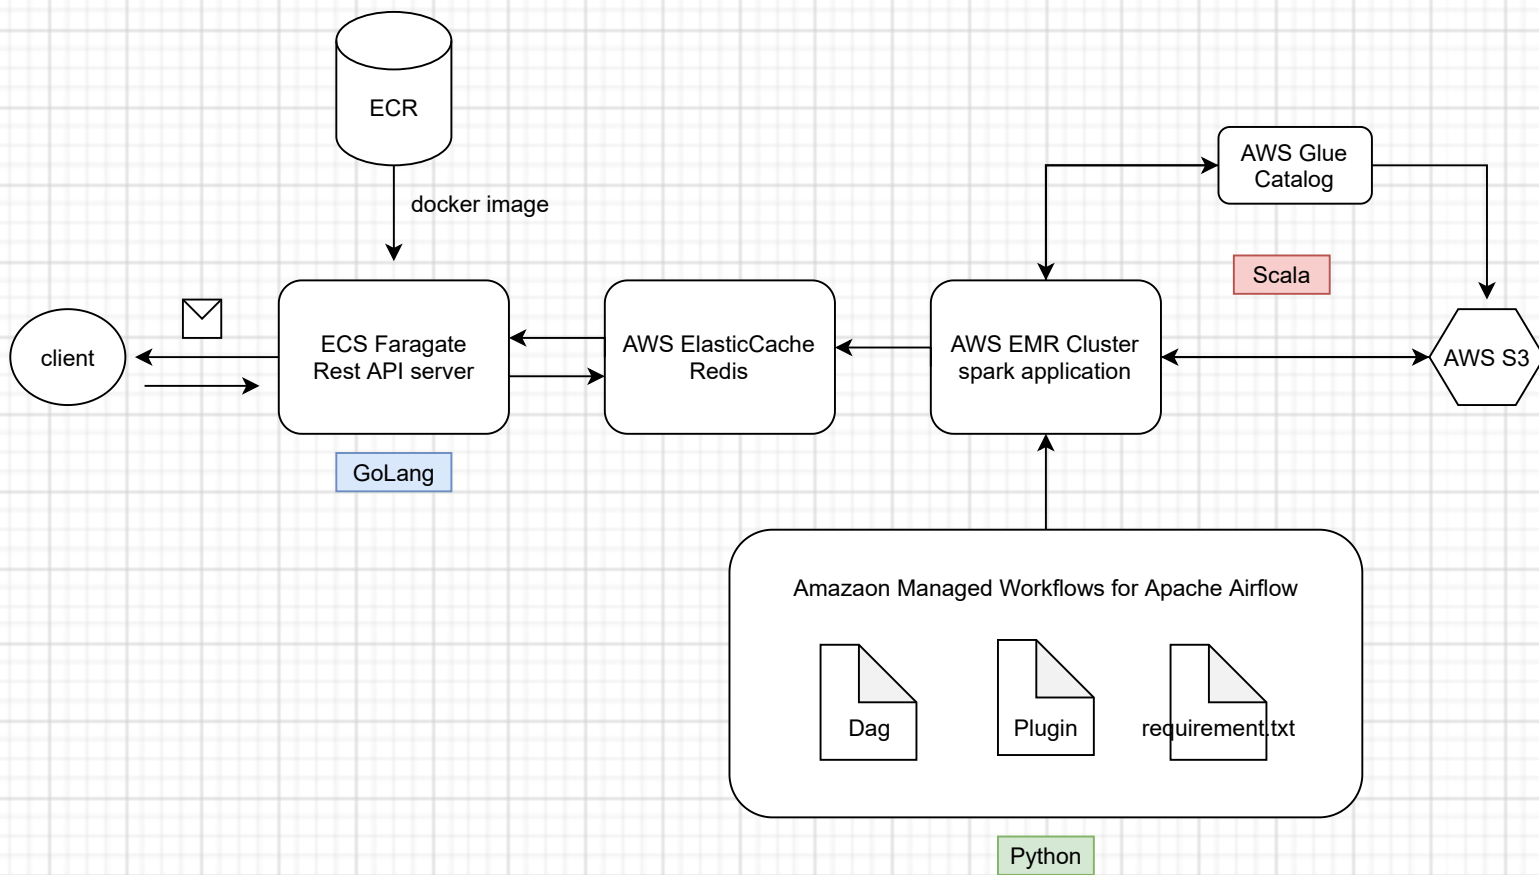 ECR
docker image
AWS Glue
Catalog
Scala
client
ECS Faragate
Rest API server
AWS ElasticCache
Redis
AWS EMR Cluster
spark application
AWS S3
GoLang
Amazaon Managed Workflows for Apache Airflow
Dag
Plugin
requirement.txt
Python